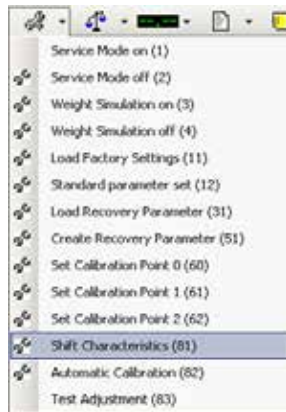 Service Mode on (1)
Service Mode off (2)
Weight Simulation on (3)
Weight Simulation off (4)
Load Factory Settings (11)
Standard parameter set (12)
Load Recovery Parameter (31)
Create Recovery Parameter (51)
Set Calibration Point 0 (60)
Set Calibration Point 1 (61)
Set Calibration Point 2 (62)
Shift Characteristics (81)
Automatic Calibration (82)
Test Adjustment (83)